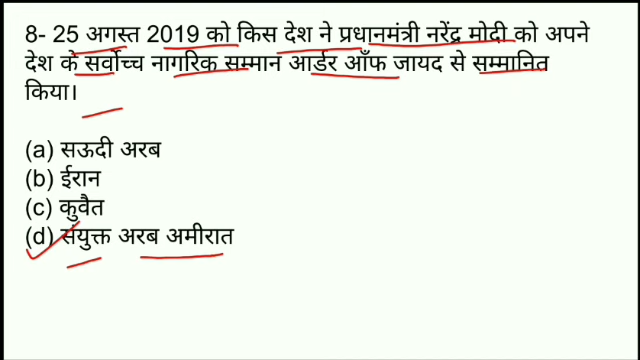 8- 25 अगस्त 2019 को किस देश ने प्रधानमंत्री नरेंद्र मोदी को अपने
देश के सर्वोच्च नागरिक सम्मान आर्डर ऑफ जायद से सम्मानित
किया।
(a) सऊदी अरब
(b) ईरान
(c) कुवैत
(d) संयुक्त अरब अमीरात